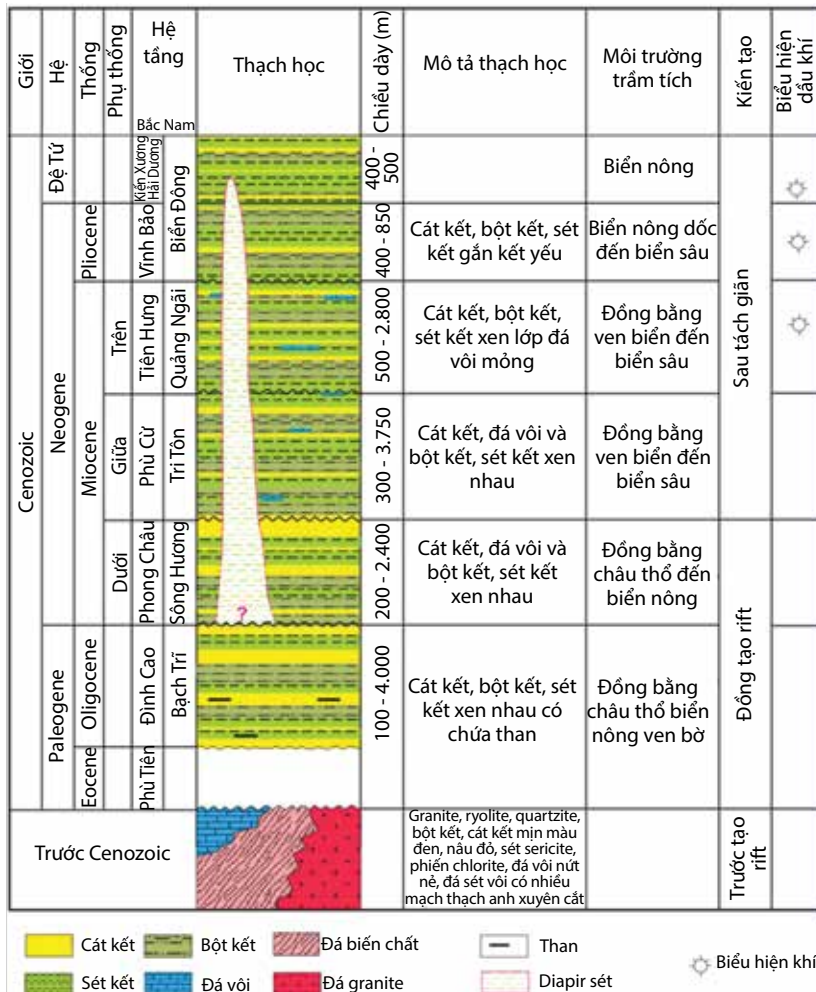 Giới
Hệ
Thống
Phụ thống
Hệ
tầng
Bắc Nam
Thạch học
Chiều dày (m)
Mô tả thạch học
Môi trường
trầm tích
Kiến tạo
Biểu hiện
dầu khí
Cenozoic
Đệ Tứ
Kiến Xương
Hải Dương
Biển Đông
400 -
500
Biển nông
Sau tách giãn
Neogene
Pliocene
Vĩnh Bảo
400 - 850
Cát kết, bột kết, sét
kết gắn kết yếu
Biển nông dốc
đến biển sâu
Miocene
Trên
Tiên Hưng
Quảng Ngãi
500 - 2.800
Cát kết, bột kết,
sét kết xen lớp đá
vôi mỏng
Đồng bằng
ven biển đến
biển sâu
Giữa
Phù Cừ
Tri Tôn
300 - 3.750
Cát kết, đá vôi và
bột kết, sét kết xen
nhau
Đồng bằng
ven biển đến
biển sâu
Dưới
Phong Châu
Sông Hương
?
200 - 2.400
Cát kết, đá vôi và
bột kết, sét kết
xen nhau
Đồng bằng
châu thổ đến
biển nông
Đồng tạo rift
Paleogene
Oligocene
Đình Cao
Bạch Trĩ
100 - 4.000
Cát kết, bột kết, sét
kết xen nhau có
chứa than
Đồng bằng
châu thổ biển
nông ven bờ
Eocene
Phù Tiên
Trước Cenozoic
Granite, ryolite, quartzite,
bột kết, cát kết mịn màu
đen, nâu đỏ, sét sericite,
phiến chlorite, đá vôi nứt
nẻ, đá sét vôi có nhiều
mạch thạch anh xuyên cắt
Trước tạo
rift
Cát kết
Bột kết
Đá biến chất
Than
Biểu hiện khí
Sét kết
Đá vôi
Đá granite
Diapir sét